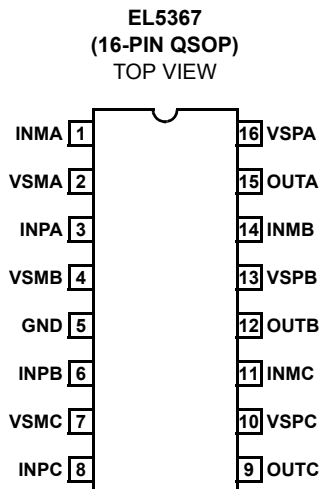 EL5367
(16-PIN QSOP)
TOP VIEW
INMA 1 16 VSPA
VSMA 2 15 OUTA
INPA 3 14 INMB
VSMB 4 13 VSPB
GND 5 12 OUTB
INPB 6 11 INMC
VSMC 7 10 VSPC
INPC 8 9 OUTC